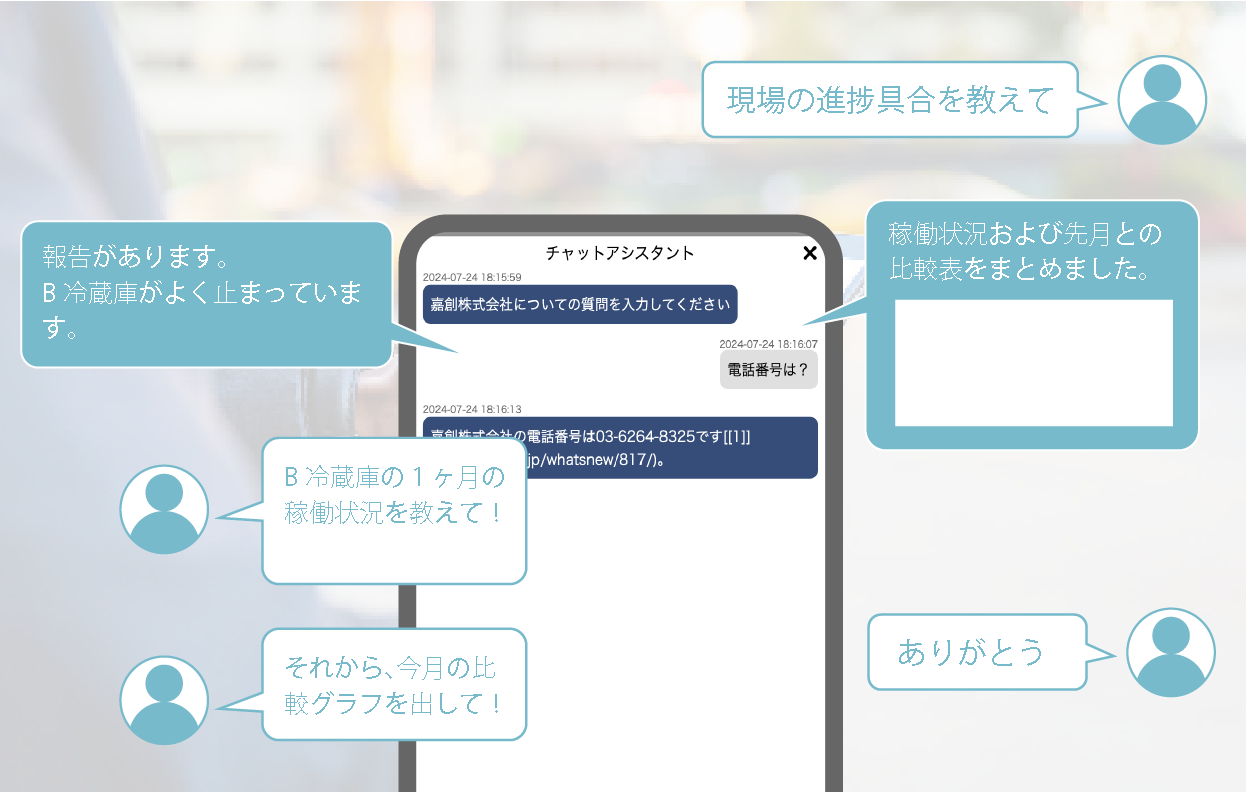 現場の進捗具合を教えて
報告があります。
B 冷蔵庫がよく止まっていま
す。
稼働状況および先月との
比較表をまとめました。
チャットアシスタント
2024-07-24 18:15:59
嘉創株式会社についての質問を入力してください
2024-07-24 18:16:07
電話番号は？
2024-07-24 18:16:13
嘉創株式会社の電話番号は03-6264-8325です[[1]]
jp/whatsnew/817/)。
B 冷蔵庫の 1 ヶ月の
稼働状況を教えて！
それから、今月の比
較グラフを出して！
ありがとう